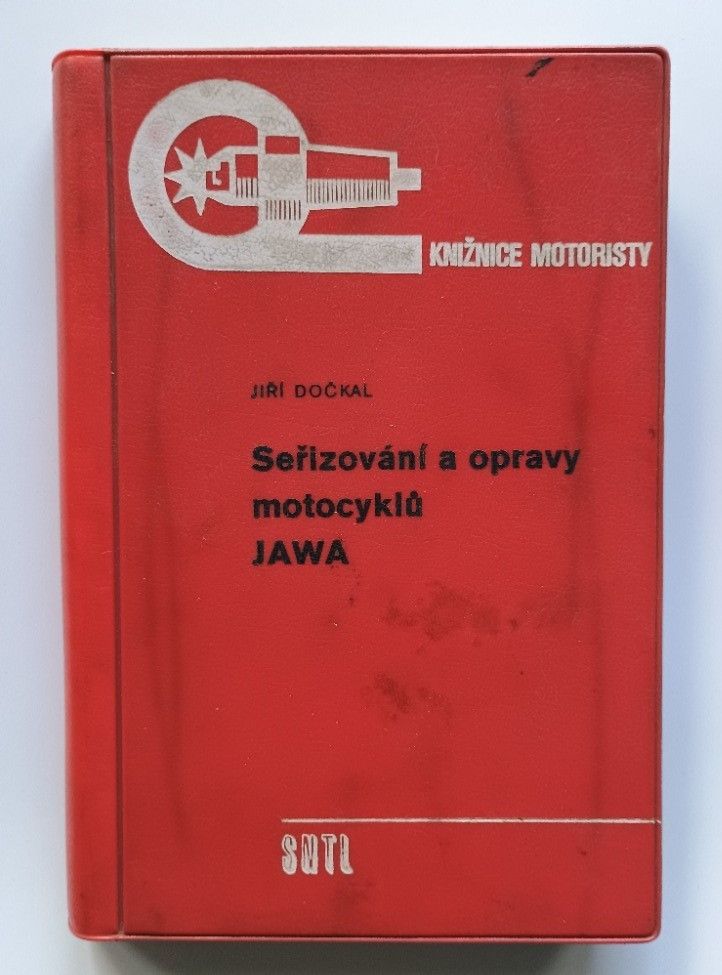 KNIŽNICE MOTORISTY
JIŘÍ DOČKAL
Seřizování a opravy
motocyklů
JAWA
SNTL